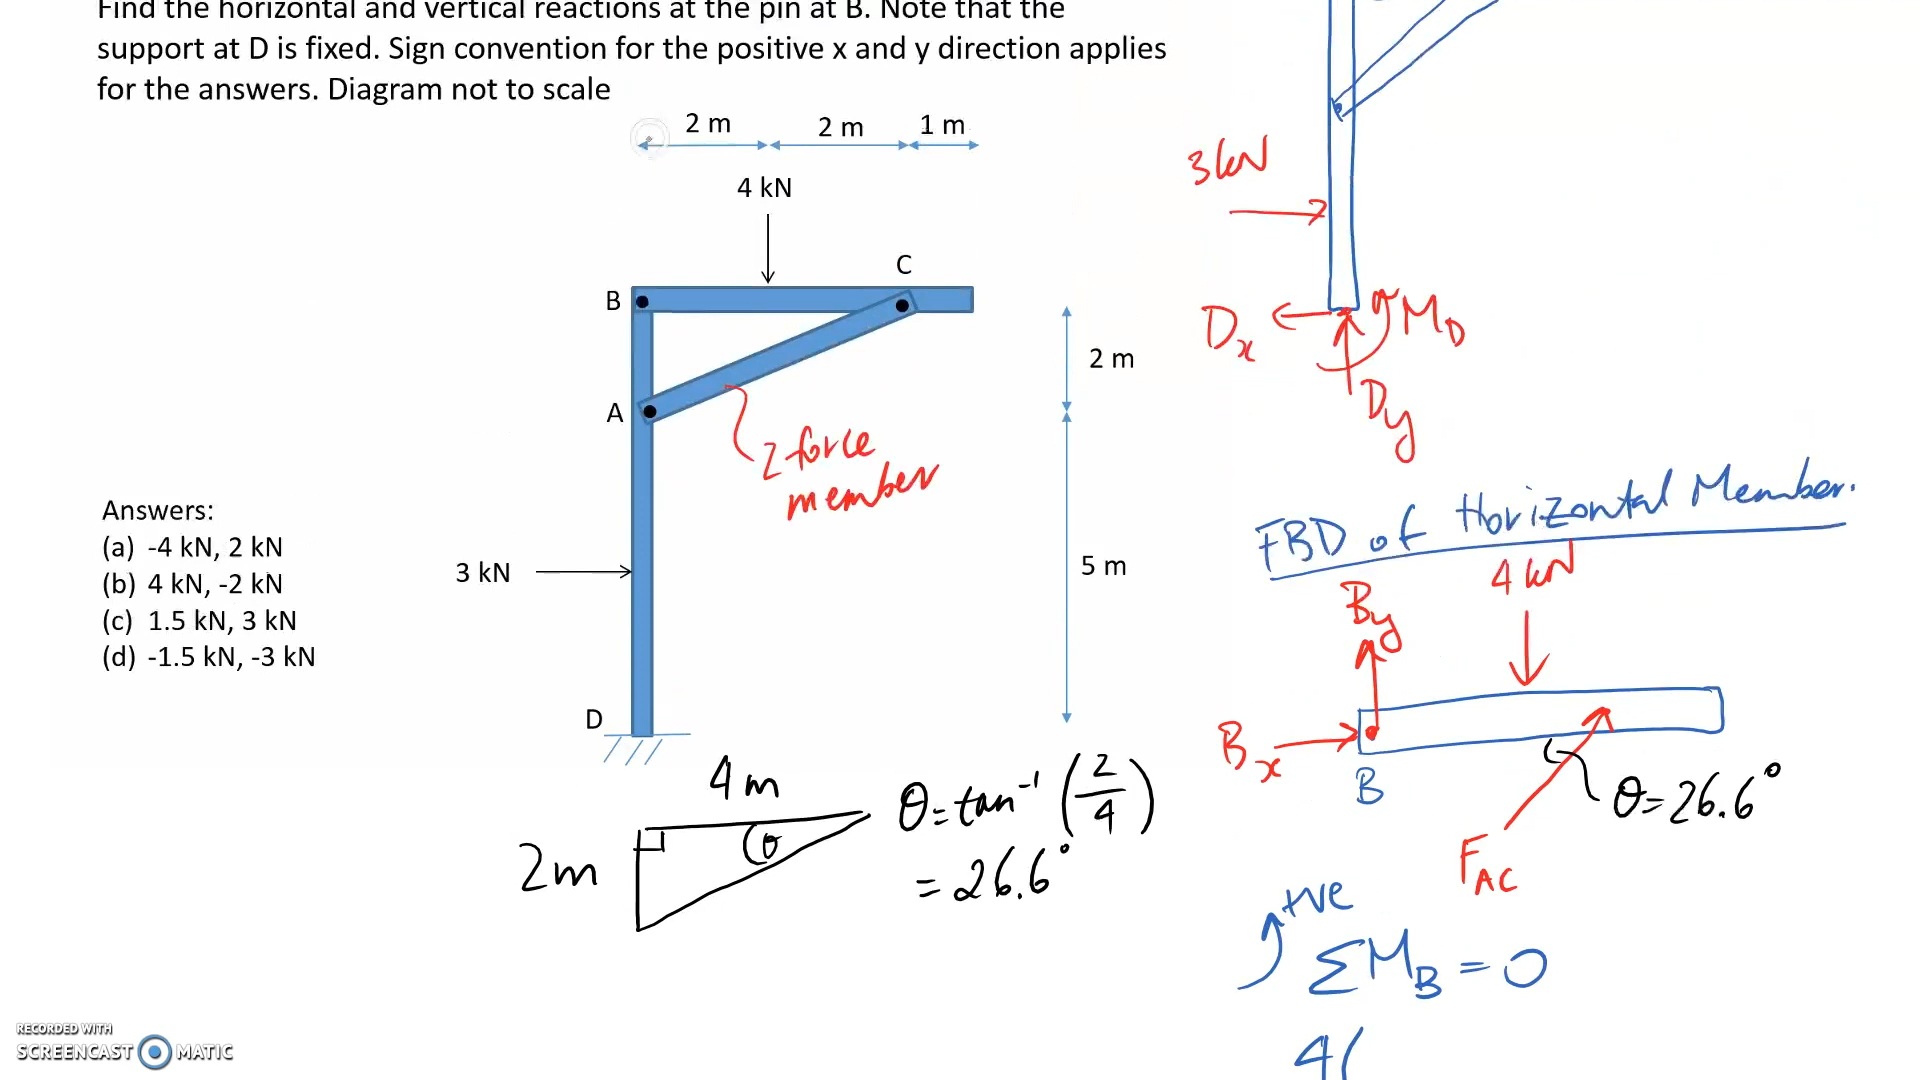 Find the horizontal and vertical reactions at the pin at B. Note that the
support at D is fixed. Sign convention for the positive x and y direction applies
for the answers. Diagram not to scale
2 m
2 m
1 m
4 kN
B
C
A
2 m
2 force
member
3 kN
5 m
D
Answers:
(a) -4 kN, 2 kN
(b) 4 kN, -2 kN
(c) 1.5 kN, 3 kN
(d) -1.5 kN, -3 kN
4m
2m
θ
θ = tan⁻¹ (2/4)
= 26.6°
3 kN
Dx
MD
Dy
FBD of Horizontal Member.
4 kN
By
Bx
B
θ = 26.6°
FAC
+ve
ΣMB = 0
4(
RECORDED WITH
SCREENCAST MATIC